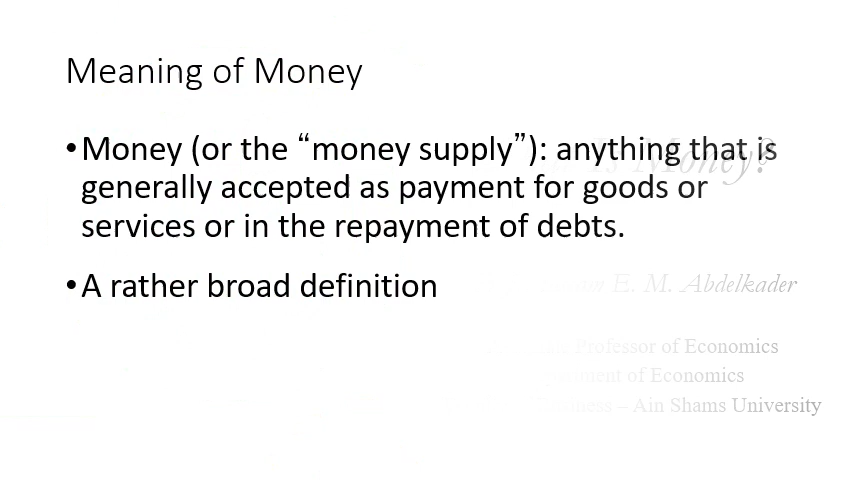 Meaning of Money
•Money (or the “money supply”): anything that is
generally accepted as payment for goods or
services or in the repayment of debts.
•A rather broad definition
Is Money?
E. M. Abdelkader
Professor of Economics
of Economics
– Ain Shams University